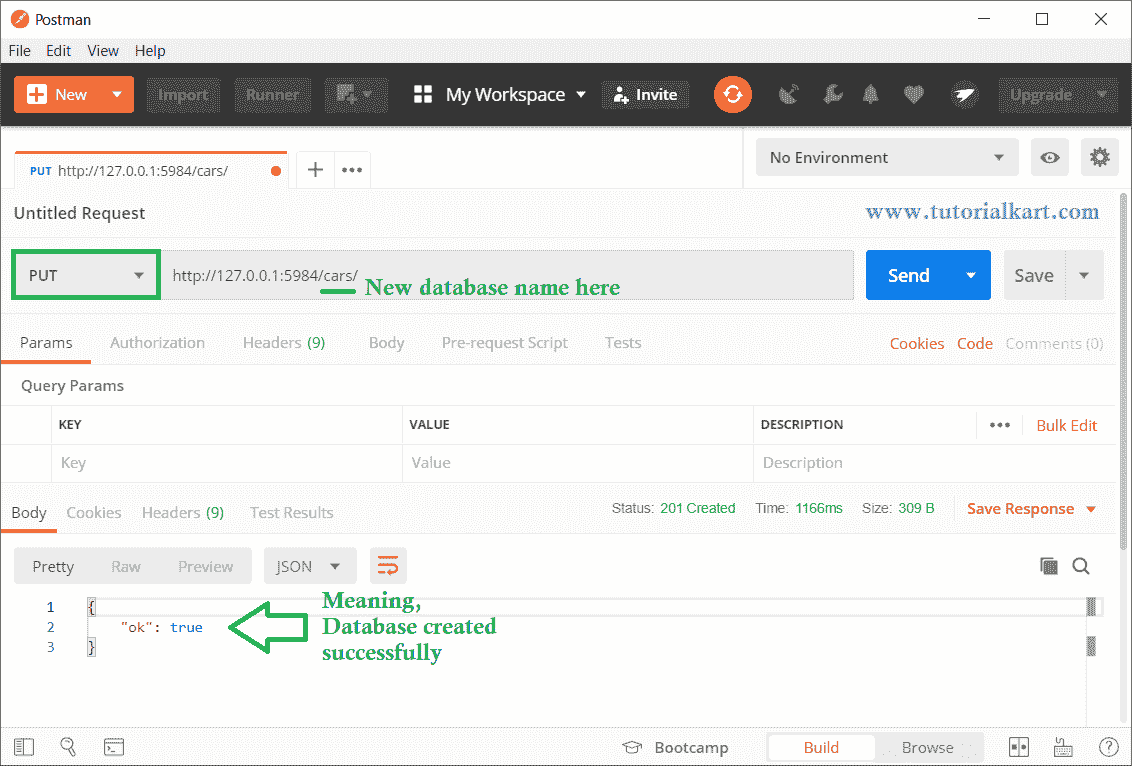 Postman
File Edit View Help
New Import Runner My Workspace Invite Upgrade
PUT http://127.0.0.1:5984/cars/ No Environment
Untitled Request www.tutorialkart.com
PUT http://127.0.0.1:5984/cars/ Send Save
New database name here
Params Authorization Headers (9) Body Pre-request Script Tests Cookies Code Comments (0)
Query Params
KEY VALUE DESCRIPTION Bulk Edit
Key Value Description
Body Cookies Headers (9) Test Results Status: 201 Created Time: 1166ms Size: 309 B Save Response
Pretty Raw Preview JSON
1 {
2 "ok": true
3 }
Meaning,
Database created
successfully
Bootcamp Build Browse